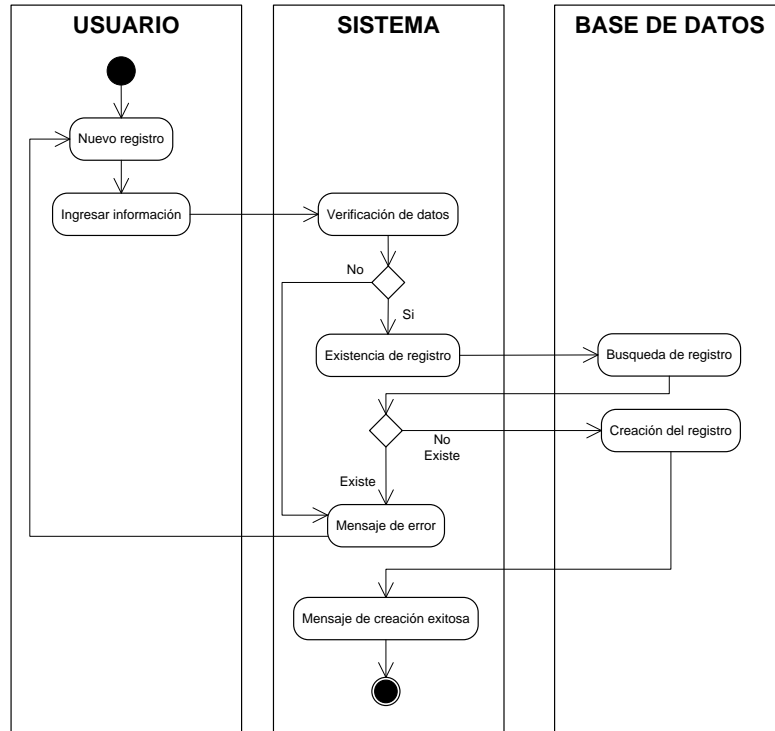 USUARIO
SISTEMA
BASE DE DATOS
Nuevo registro
Ingresar información
Verificación de datos
No
Si
Existencia de registro
Busqueda de registro
No
Existe
Creación del registro
Existe
Mensaje de error
Mensaje de creación exitosa